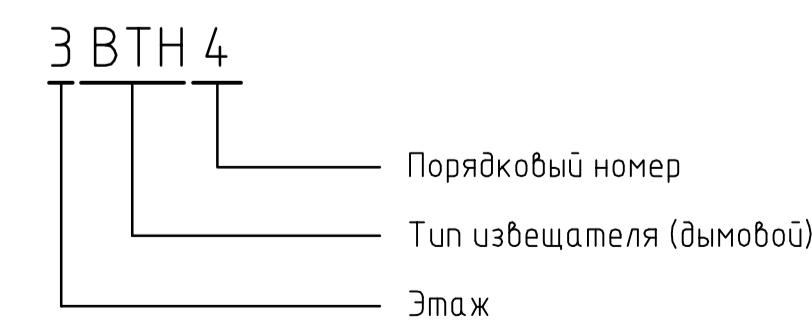 3 ВТН 4
Порядковый номер
Тип извещателя (дымовой)
Этаж